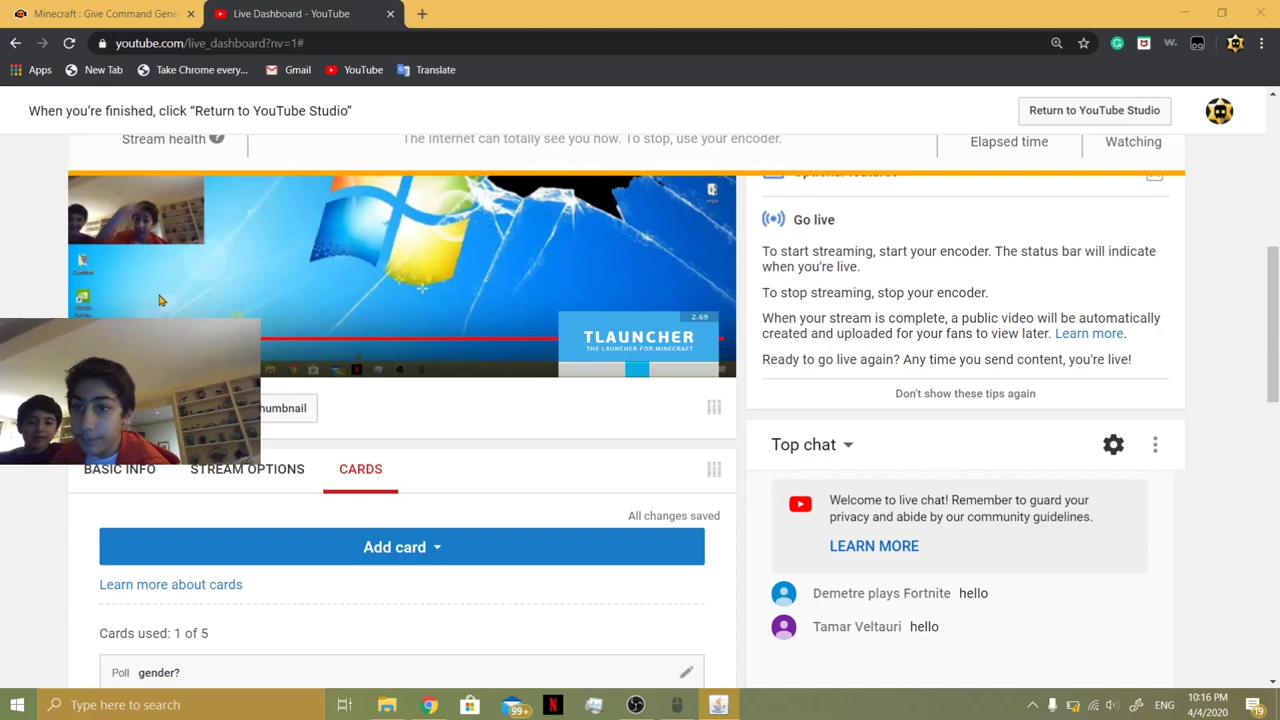 Minecraft : Give Command Gene
Live Dashboard - YouTube
youtube.com/live_dashboard?nv=1#
Apps
New Tab
Take Chrome every...
Gmail
YouTube
Translate
When you're finished, click “Return to YouTube Studio”
Return to YouTube Studio
Stream health ?
The Internet can totally see you now. To stop, use your encoder.
Elapsed time
Watching
Go live
To start streaming, start your encoder. The status bar will indicate
when you're live.
To stop streaming, stop your encoder.
When your stream is complete, a public video will be automatically
created and uploaded for your fans to view later. Learn more.
Ready to go live again? Any time you send content, you're live!
Don't show these tips again
2.69
TLAUNCHER
THE LAUNCHER FOR MINECRAFT
humbnail
BASIC INFO
STREAM OPTIONS
CARDS
All changes saved
Add card
Learn more about cards
Cards used: 1 of 5
Poll gender?
Top chat
Welcome to live chat! Remember to guard your
privacy and abide by our community guidelines.
LEARN MORE
Demetre plays Fortnite hello
Tamar Veltauri hello
Type here to search
99+
N
ENG
10:16 PM
4/4/2020
19